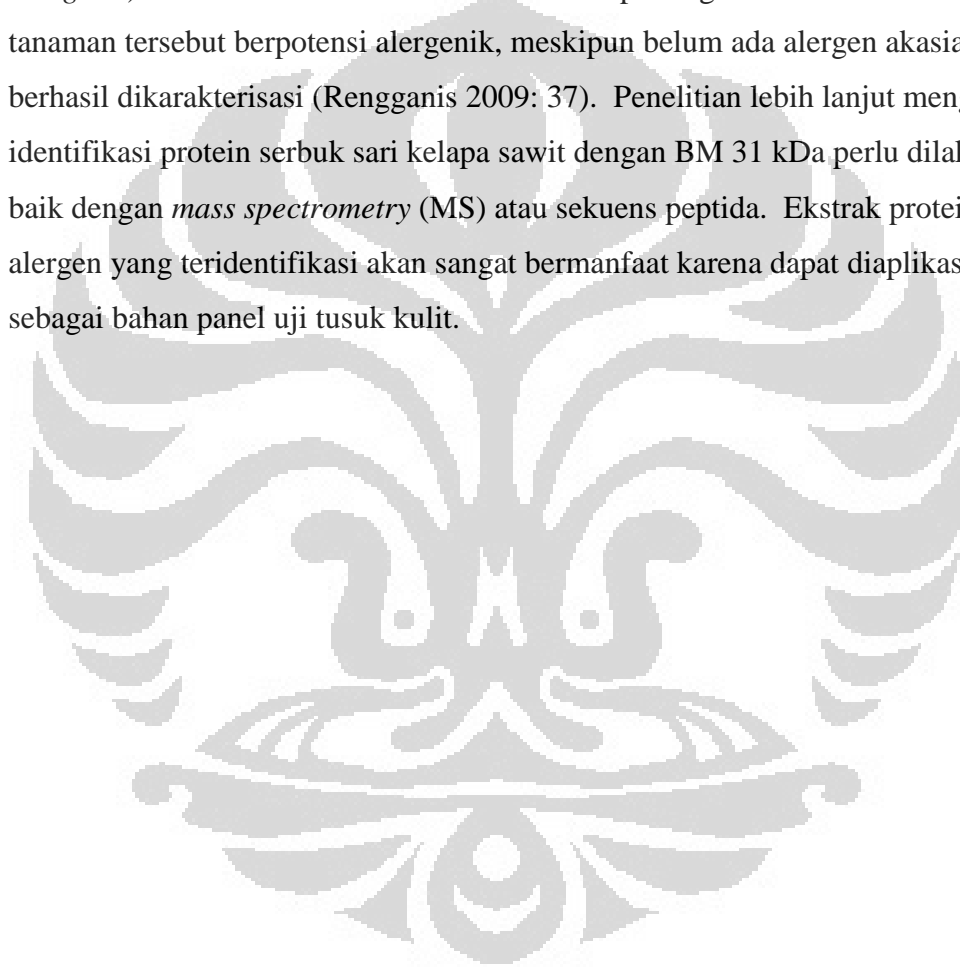 tanaman tersebut berpotensi alergenik, meskipun belum ada alergen akasia
berhasil dikarakterisasi (Rengganis 2009: 37). Penelitian lebih lanjut meng
identifikasi protein serbuk sari kelapa sawit dengan BM 31 kDa perlu dilak
baik dengan mass spectrometry (MS) atau sekuens peptida. Ekstrak protei
alergen yang teridentifikasi akan sangat bermanfaat karena dapat diaplikas
sebagai bahan panel uji tusuk kulit.